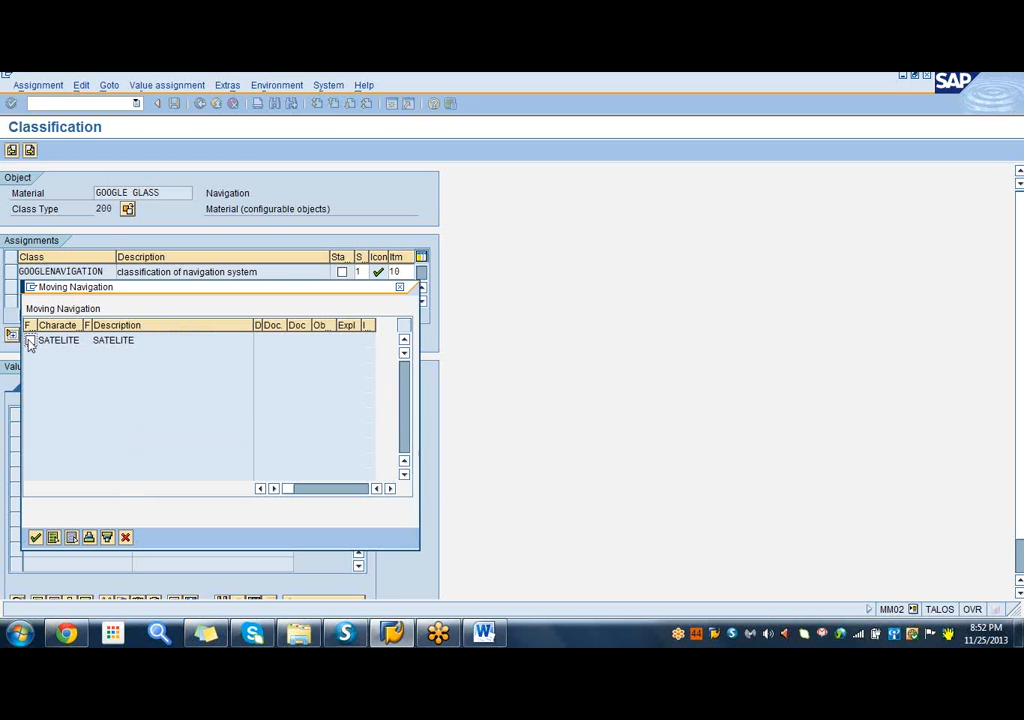 Assignment Edit Goto Value assignment Extras Environment System Help
SAP
Classification
Object
Material GOOGLE GLASS Navigation
Class Type 200 Material (configurable objects)
Assignments
Class Description Sta... S... Icon Itm
GOOGLENAVIGATION classification of navigation system 1 10
Moving Navigation
Moving Navigation
F... Characte F Description D Doc. Doc Ob... Expl I...
SATELITE SATELITE
Valu
MM02 TALOS OVR
44 8:52 PM
11/25/2013